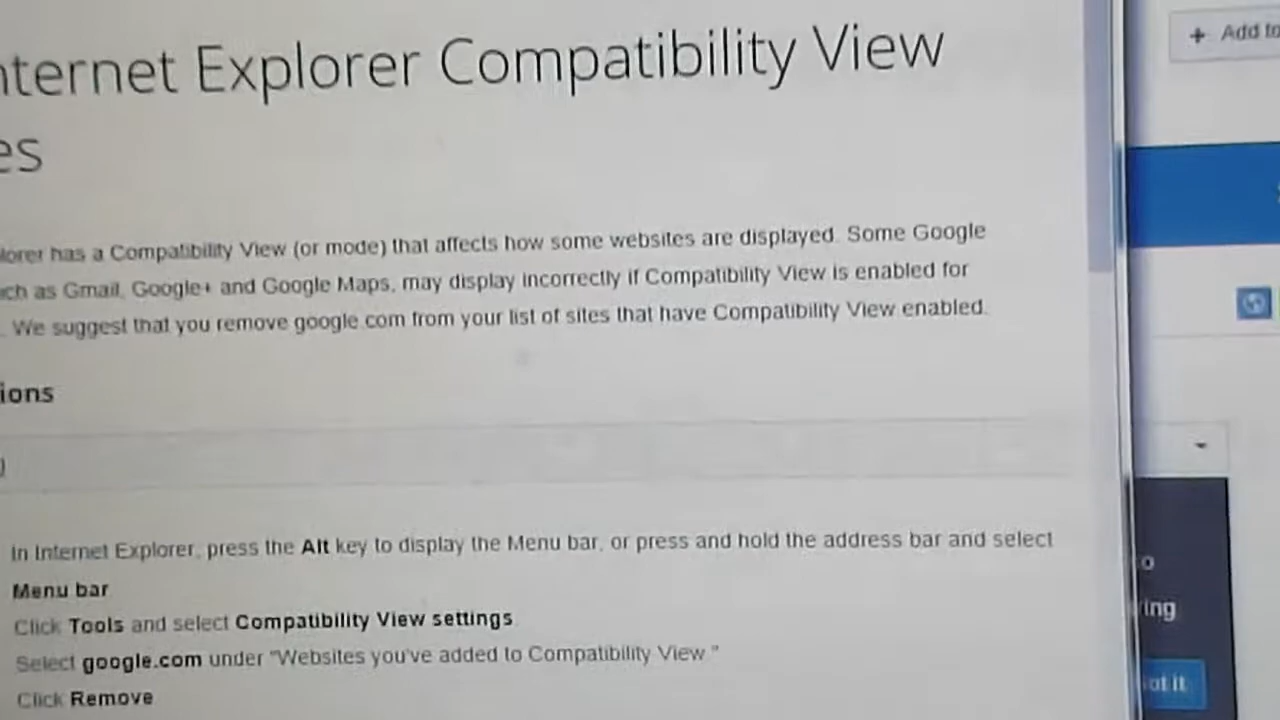 nternet Explorer Compatibility View
es
lorer has a Compatibility View (or mode) that affects how some websites are displayed. Some Google
ch as Gmail, Google+ and Google Maps, may display incorrectly if Compatibility View is enabled for
. We suggest that you remove google.com from your list of sites that have Compatibility View enabled.
ions
)
In Internet Explorer, press the Alt key to display the Menu bar, or press and hold the address bar and select
Menu bar
Click Tools and select Compatibility View settings
Select google.com under "Websites you've added to Compatibility View."
Click Remove
+ Add to
o
ing
ot it